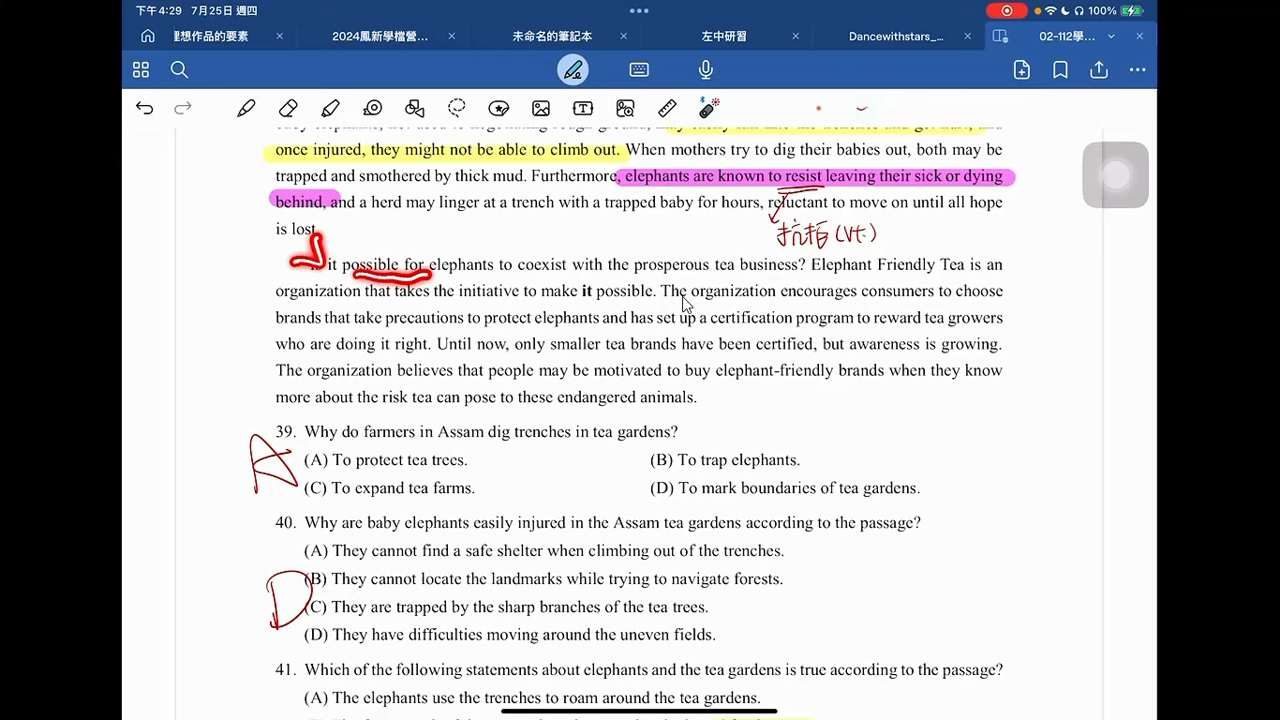 下午4:29 7月25日 週四
100%
理想作品的要素
2024鳳新學檔營...
未命名的筆記本
左中研習
Dancewithstars_...
02-112學...
once injured, they might not be able to climb out. When mothers try to dig their babies out, both may be
trapped and smothered by thick mud. Furthermore, elephants are known to resist leaving their sick or dying
behind, and a herd may linger at a trench with a trapped baby for hours, reluctant to move on until all hope
is lost.
抗拒(vt.)
Is it possible for elephants to coexist with the prosperous tea business? Elephant Friendly Tea is an
organization that takes the initiative to make it possible. The organization encourages consumers to choose
brands that take precautions to protect elephants and has set up a certification program to reward tea growers
who are doing it right. Until now, only smaller tea brands have been certified, but awareness is growing.
The organization believes that people may be motivated to buy elephant-friendly brands when they know
more about the risk tea can pose to these endangered animals.
39. Why do farmers in Assam dig trenches in tea gardens?
A
(A) To protect tea trees. (B) To trap elephants.
(C) To expand tea farms. (D) To mark boundaries of tea gardens.
40. Why are baby elephants easily injured in the Assam tea gardens according to the passage?
(A) They cannot find a safe shelter when climbing out of the trenches.
(B) They cannot locate the landmarks while trying to navigate forests.
D
(C) They are trapped by the sharp branches of the tea trees.
(D) They have difficulties moving around the uneven fields.
41. Which of the following statements about elephants and the tea gardens is true according to the passage?
(A) The elephants use the trenches to roam around the tea gardens.